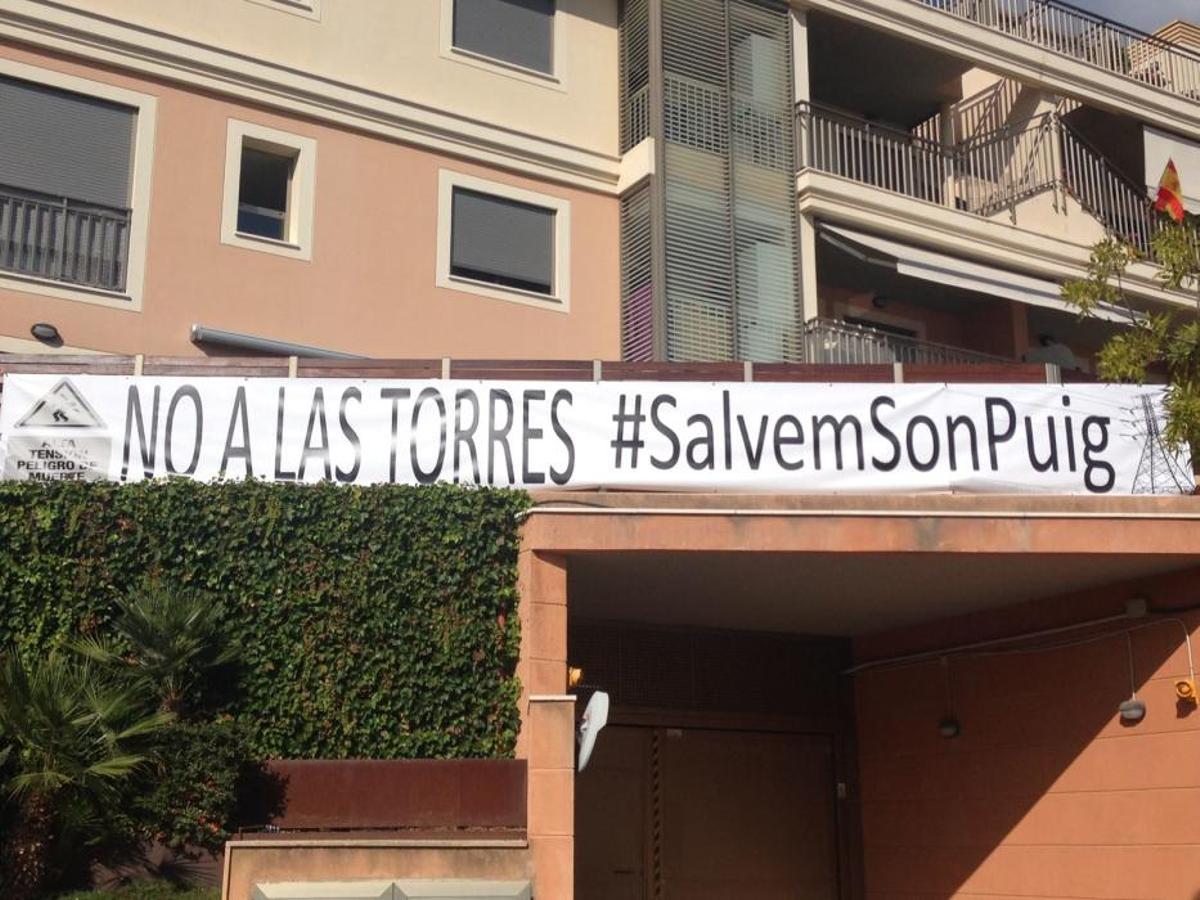 ALTA
TENSION
PELIGRO DE
MUERTE
NO A LAS TORRES #SalvemSonPuig